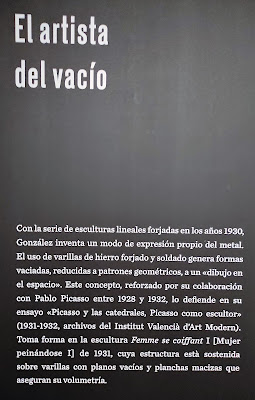 El artista
del vacío
Con la serie de esculturas lineales forjadas en los años 1930,
González inventa un modo de expresión propio del metal.
El uso de varillas de hierro forjado y soldado genera formas
vaciadas, reducidas a patrones geométricos, a un «dibujo en
el espacio». Este concepto, reforzado por su colaboración
con Pablo Picasso entre 1928 y 1932, lo defiende en su
ensayo «Picasso y las catedrales, Picasso como escultor»
(1931-1932, archivos del Institut Valencià d'Art Modern).
Toma forma en la escultura Femme se coiffant I [Mujer
peinándose I] de 1931, cuya estructura está sostenida
sobre varillas con planos vacíos y planchas macizas que
aseguran su volumetría.